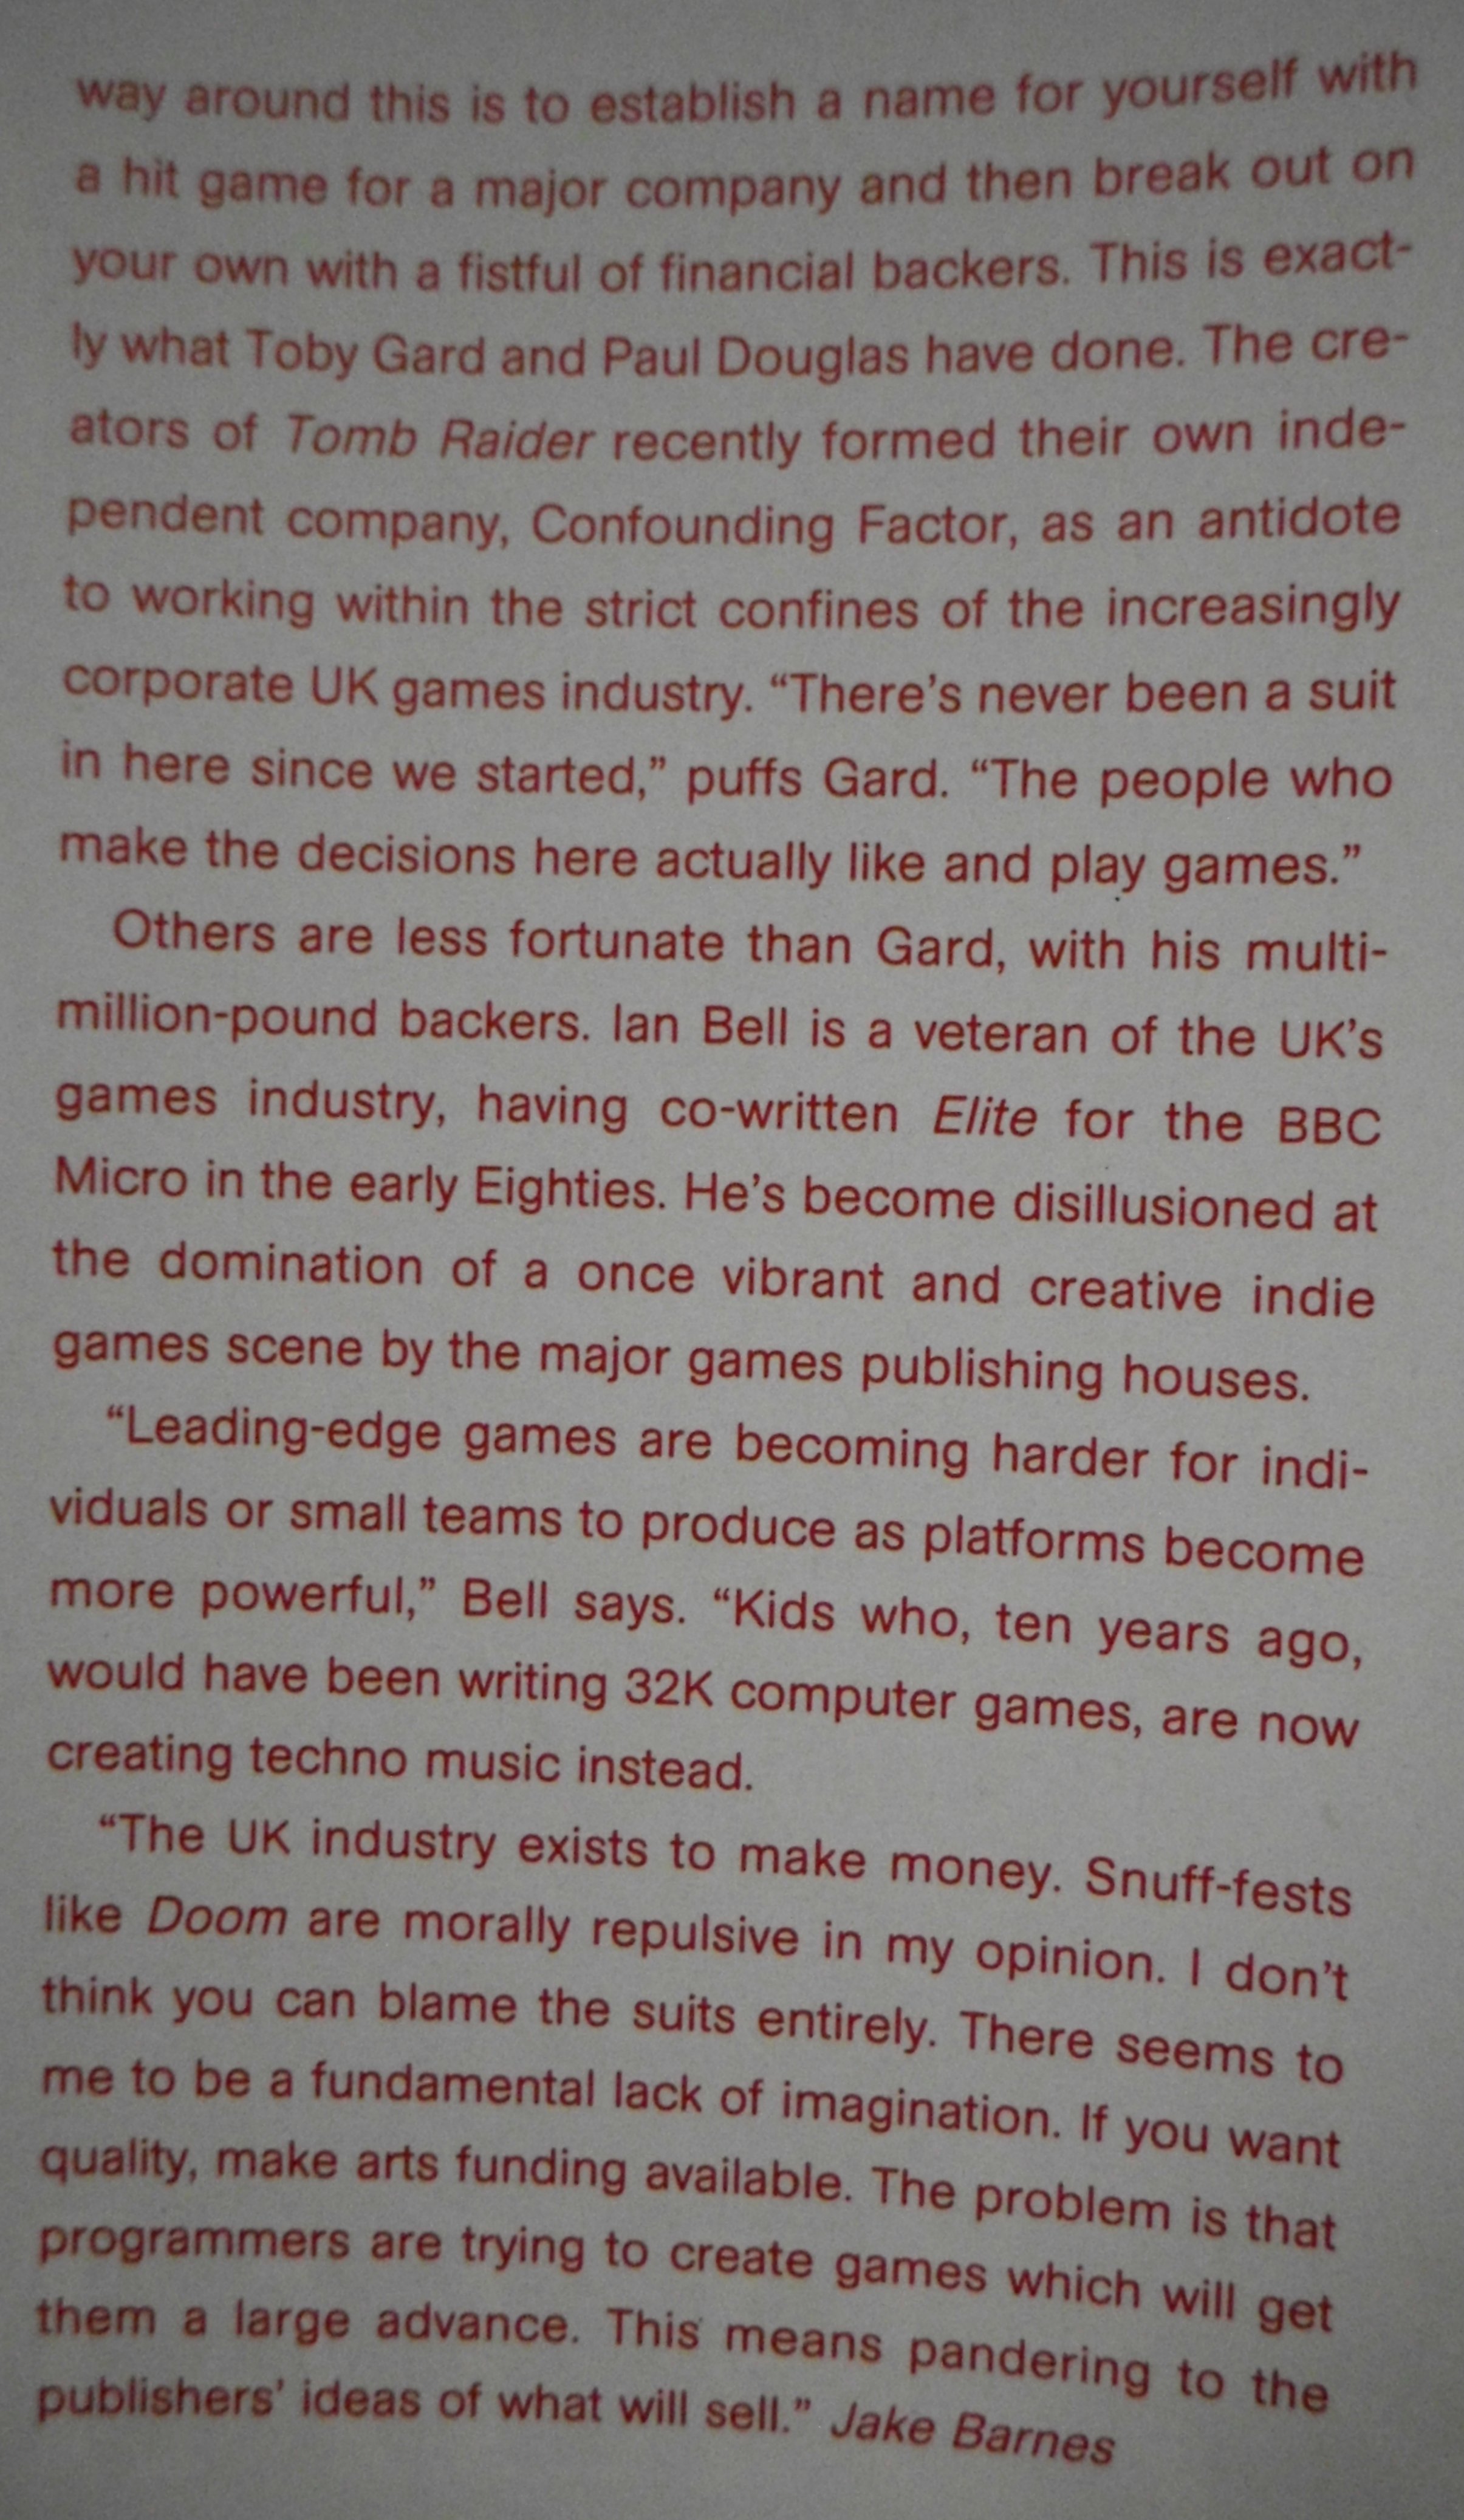 way around this is to establish a name for yourself with
a hit game for a major company and then break out on
your own with a fistful of financial backers. This is exact-
ly what Toby Gard and Paul Douglas have done. The cre-
ators of Tomb Raider recently formed their own inde-
pendent company, Confounding Factor, as an antidote
to working within the strict confines of the increasingly
corporate UK games industry. “There’s never been a suit
in here since we started,” puffs Gard. “The people who
make the decisions here actually like and play games.”
Others are less fortunate than Gard, with his multi-
million-pound backers. Ian Bell is a veteran of the UK’s
games industry, having co-written Elite for the BBC
Micro in the early Eighties. He’s become disillusioned at
the domination of a once vibrant and creative indie
games scene by the major games publishing houses.
“Leading-edge games are becoming harder for indi-
viduals or small teams to produce as platforms become
more powerful,” Bell says. “Kids who, ten years ago,
would have been writing 32K computer games, are now
creating techno music instead.
“The UK industry exists to make money. Snuff-fests
like Doom are morally repulsive in my opinion. I don’t
think you can blame the suits entirely. There seems to
me to be a fundamental lack of imagination. If you want
quality, make arts funding available. The problem is that
programmers are trying to create games which will get
them a large advance. This means pandering to the
publishers’ ideas of what will sell.” Jake Barnes